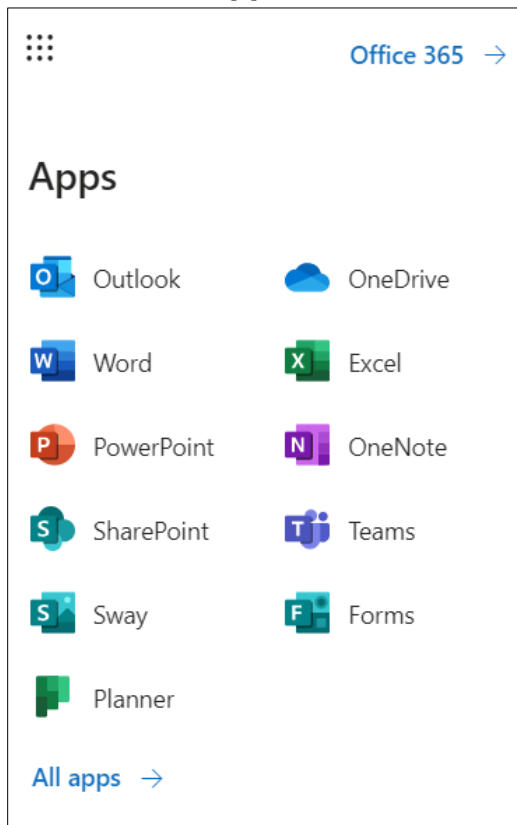 Office 365 →
Apps
Outlook OneDrive
Word Excel
PowerPoint OneNote
SharePoint Teams
Sway Forms
Planner
All apps →